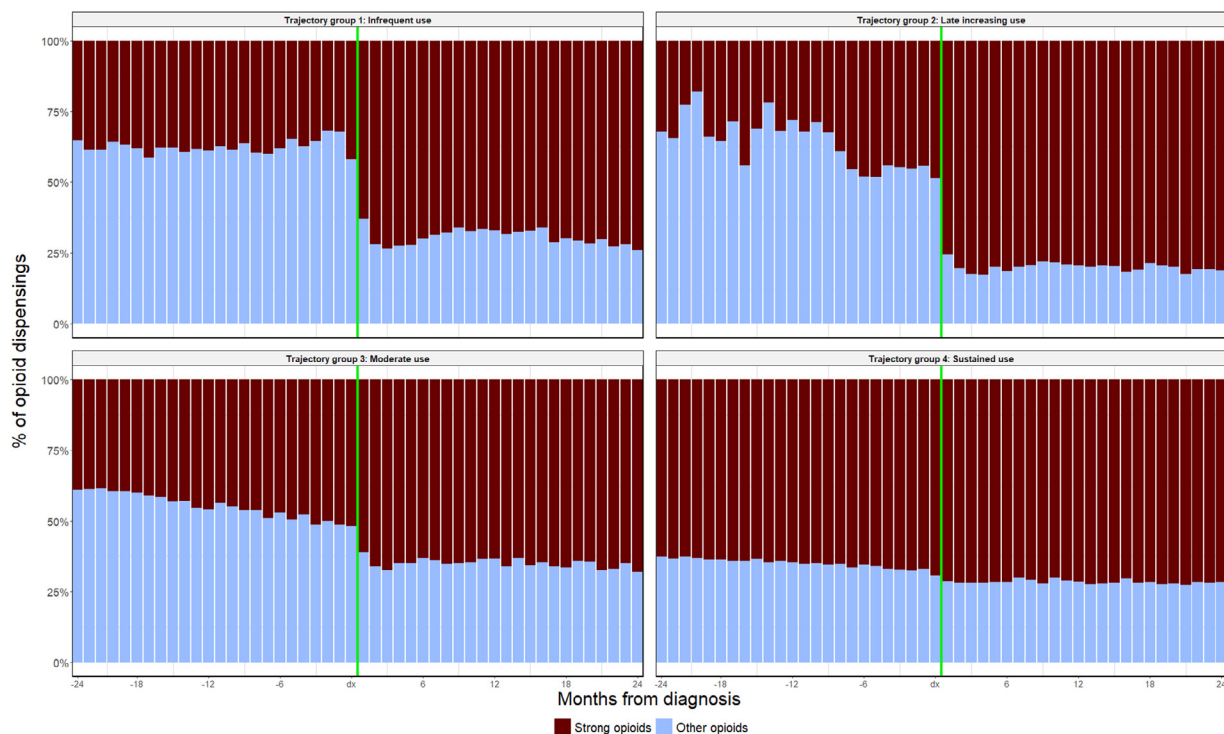 Trajectory group 1: Infrequent use
Trajectory group 2: Late increasing use
100%
75%
50%
25%
0%
Trajectory group 3: Moderate use
Trajectory group 4: Sustained use
100%
75%
50%
25%
0%
% of opioid dispensings
-24 -18 -12 -6 dx 6 12 18 24
-24 -18 -12 -6 dx 6 12 18 24
Months from diagnosis
Strong opioids Other opioids